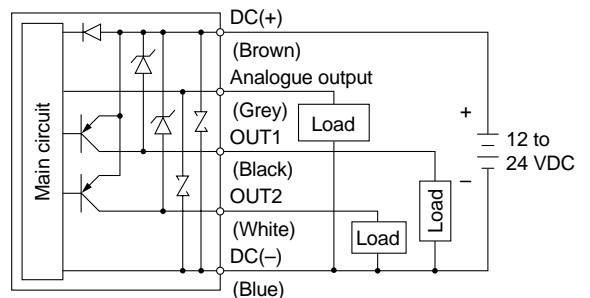 DC(+)
(Brown)
Analogue output
(Grey)
OUT1
(Black)
OUT2
(White)
DC(–)
(Blue)
Main circuit
Load
Load
Load
+
12 to
24 VDC
–